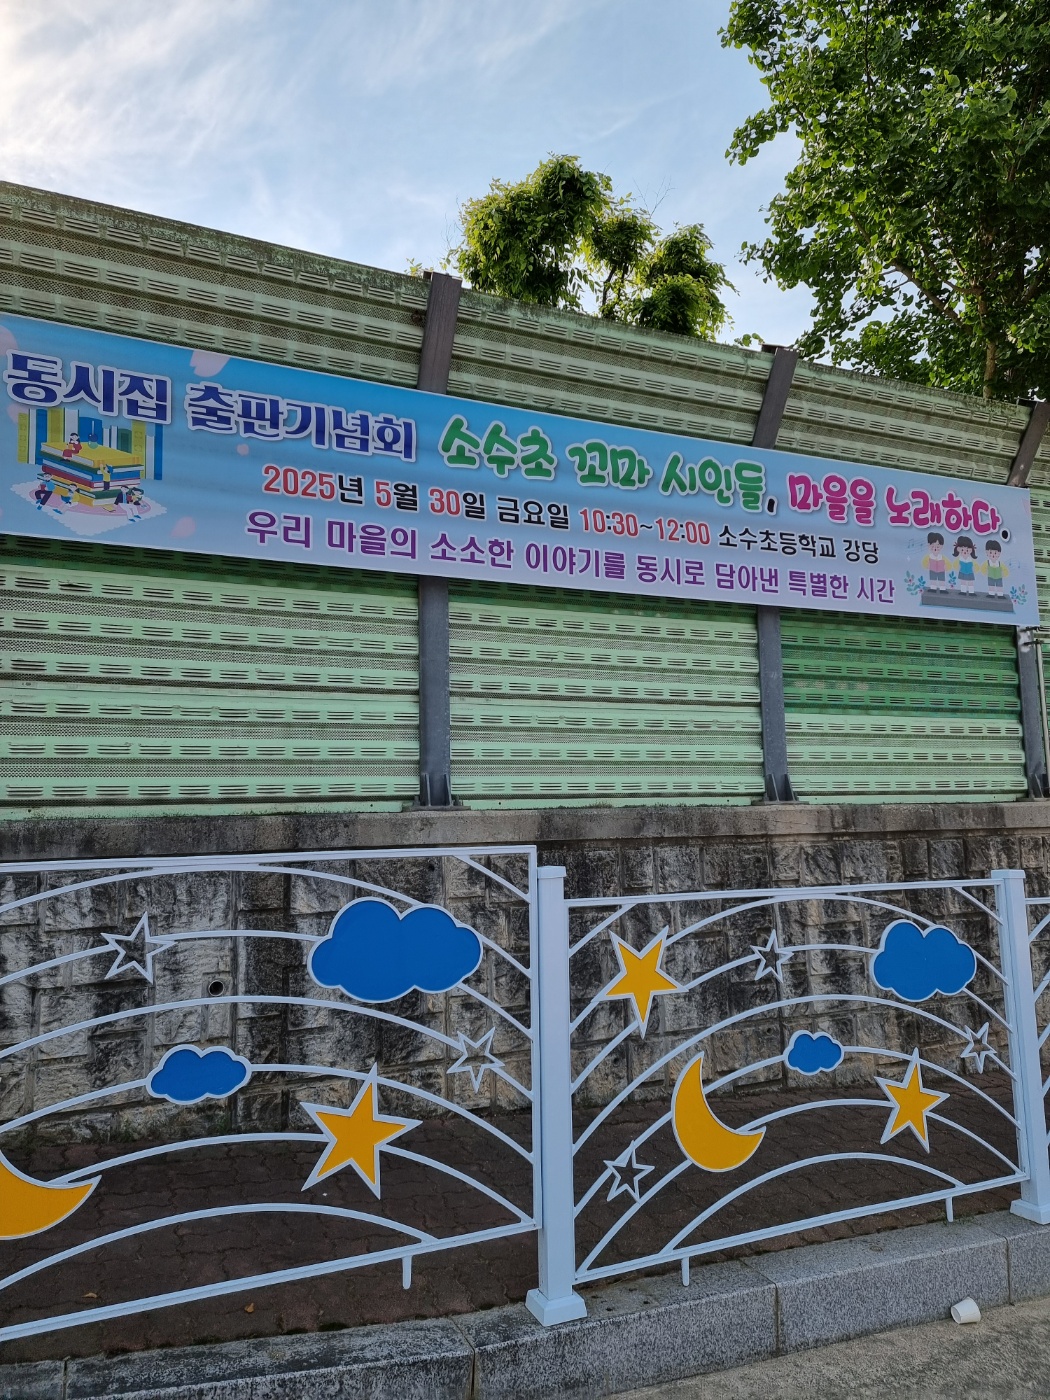 동시집 출판기념회 소수초 꼬마 시인들, 마을을 노래하다.
2025년 5월 30일 금요일 10:30~12:00 소수초등학교 강당
우리 마을의 소소한 이야기를 동시로 담아낸 특별한 시간